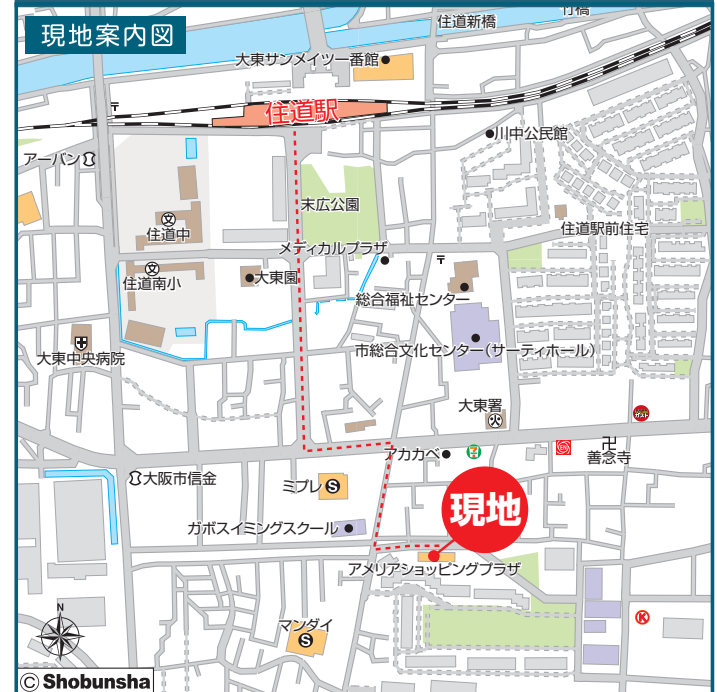 現地案内図
住道新橋
竹橋
大東サンメイツ一番館
〒
住道駅
川中公民館
アーバン
末広公園
文
住道中
住道駅前住宅
メディカルプラザ
〒
文
住道南小
大東園
総合福祉センター
大東中央病院
市総合文化センター(サーティホール)
大東署
ガスト
アカカベ
7
卍
善念寺
大阪市信金
ミプレ
S
現地
ガボスイミングスクール
アメリアショッピングプラザ
N
マンダイ
S
K
© Shobunsha